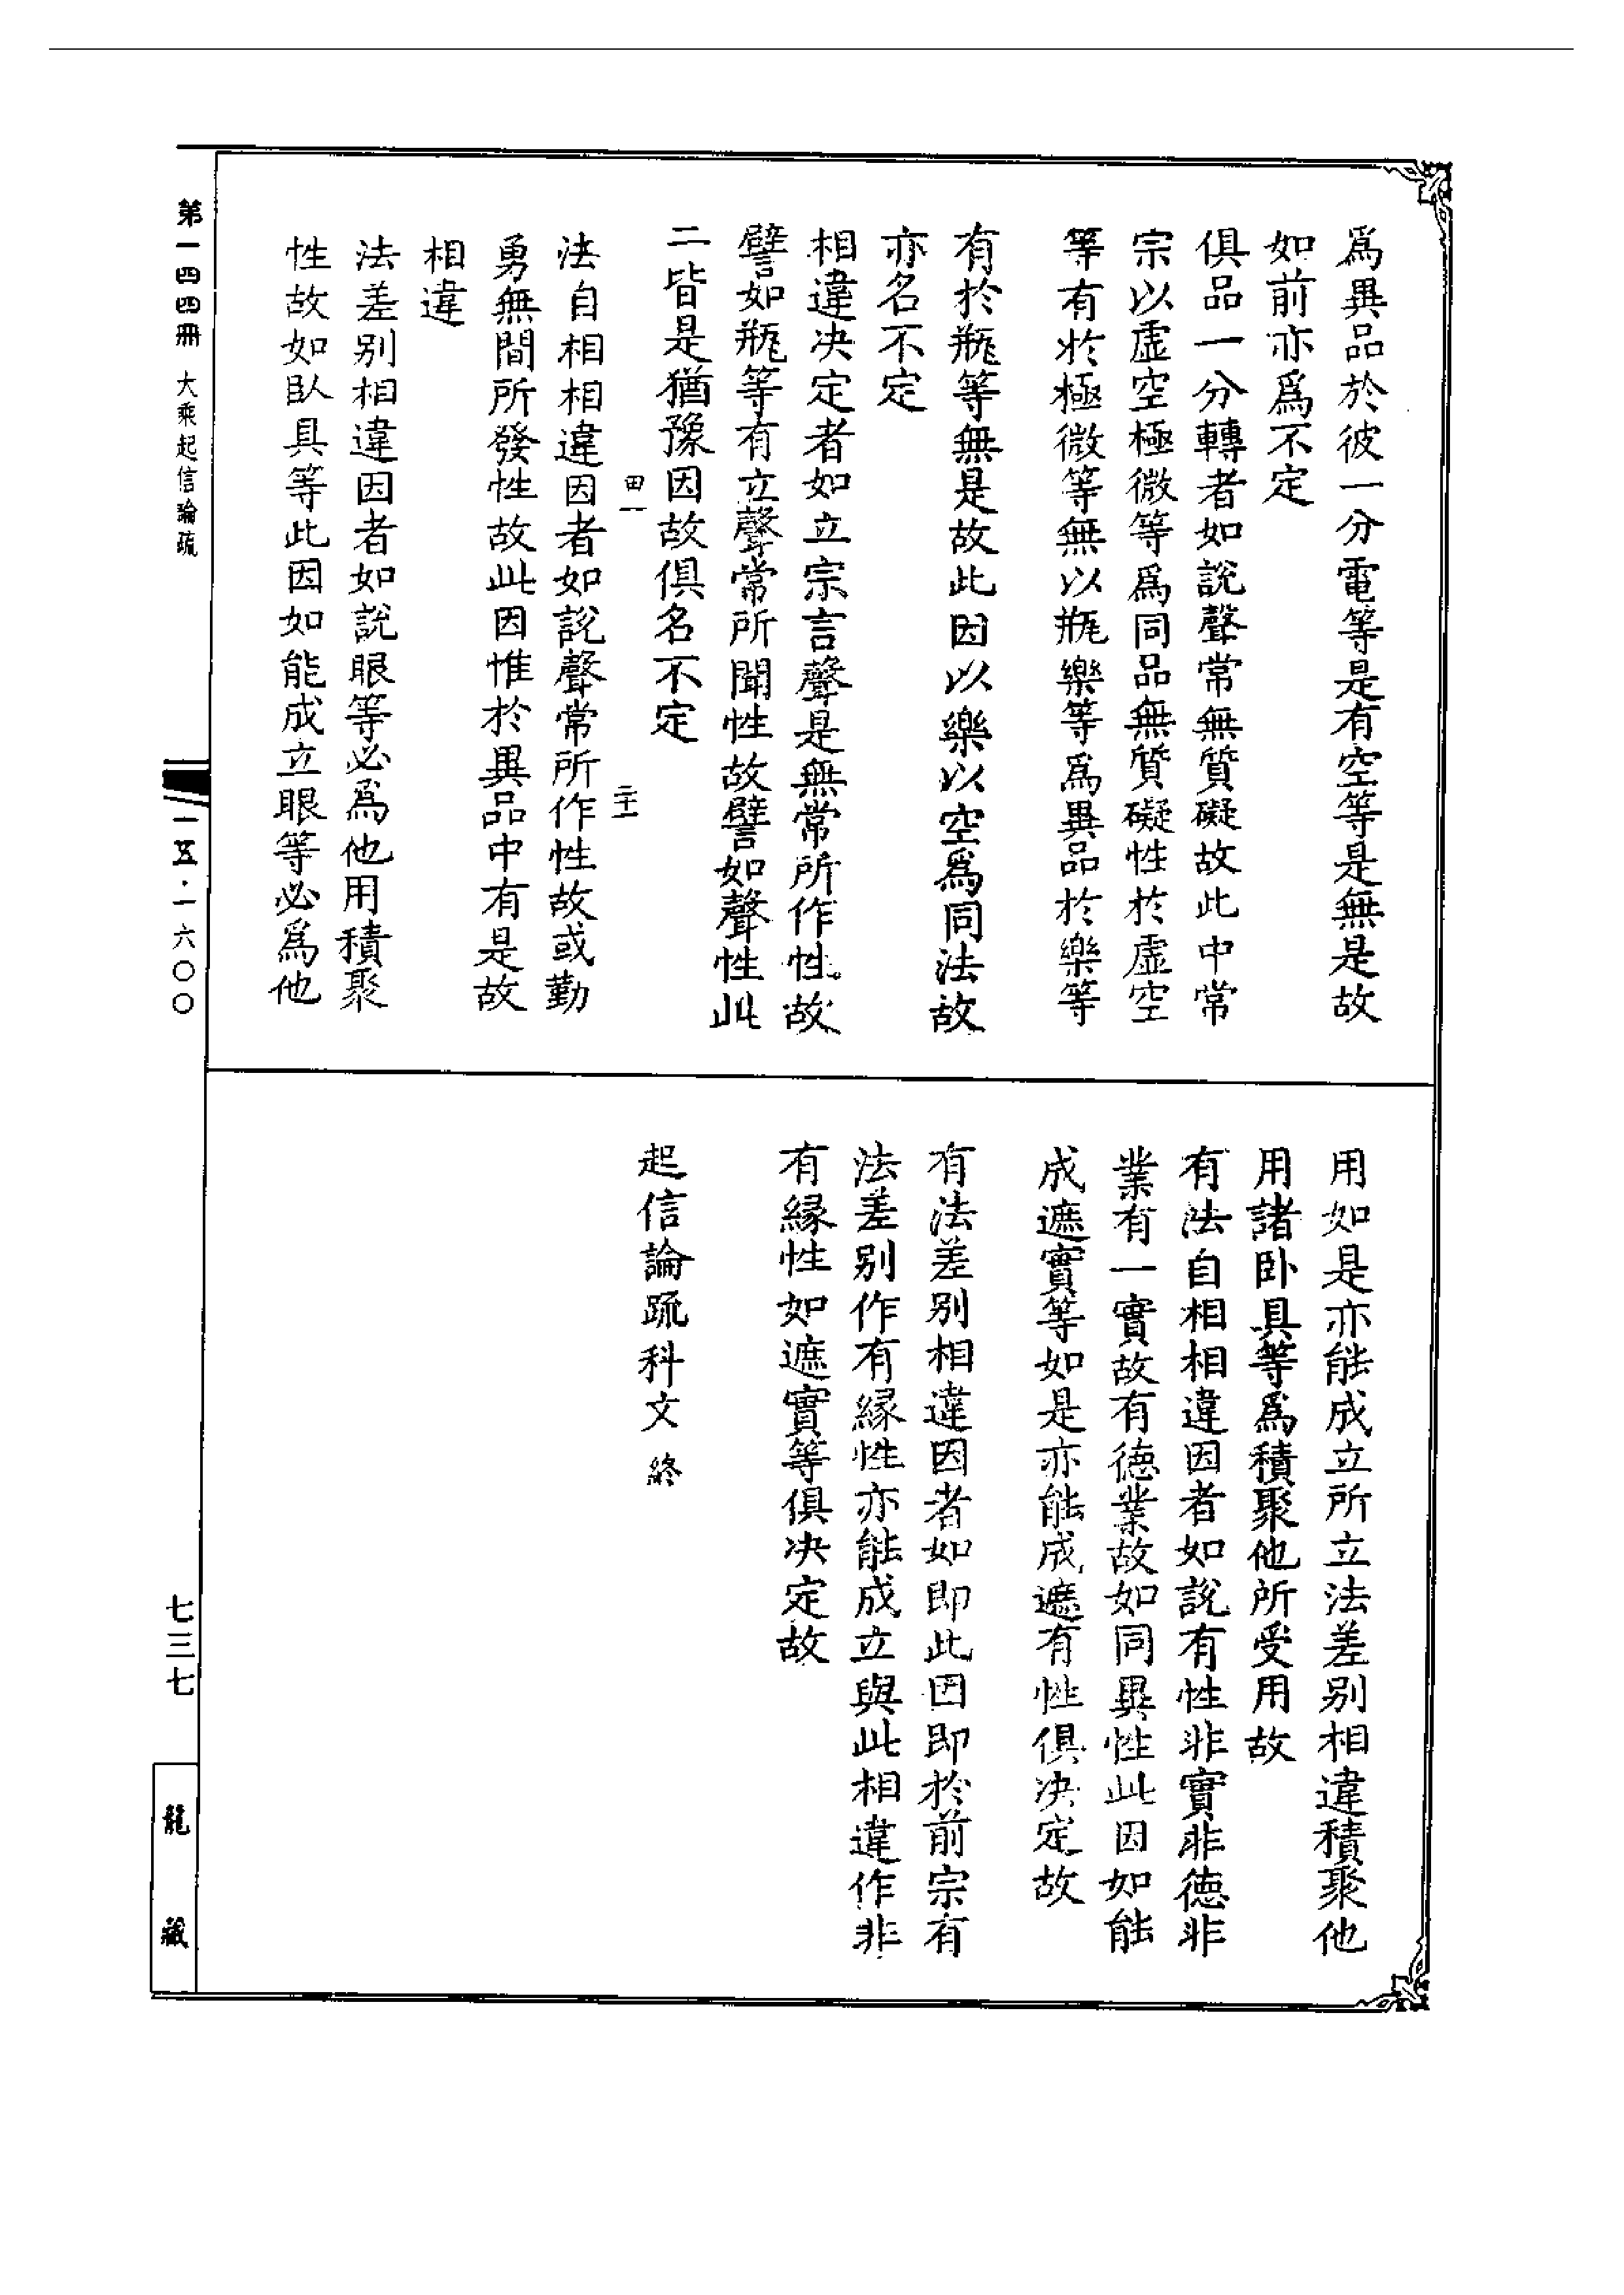 爲異品於彼一分電等是有空等是無是故
如前亦爲不定
俱品一分轉者如説聲常無質礙故此中常
宗以虛空極微等爲同品無質礙性於虛空
等有於極微等無以瓶樂等爲異品於樂等
有於瓶等無是故此因以樂以空爲同法故
亦名不定
相違决定者如立宗言聲是無常所作性故
譬如瓶等有立聲常所聞性故譬如聲性此
二皆是猶豫因故俱名不定
田一
二十一
法自相相違因者如説聲常所作性故或勤
勇無間所發性故此因惟於異品中有是故
相違
法差别相違因者如説眼等必爲他用積聚
性故如臥具等此因如能成立眼等必爲他
用如是亦能成立所立法差别相違積聚他
用諸卧具等爲積聚他所受用故
有法自相相違因者如説有性非實非德非
業有一實故有德業故如同異性此因如能
成遮實等如是亦能成遮有性俱决定故
有法差别相違因者如即此因即於前宗有
法差别作有縁性亦能成立與此相違作非
有縁性如遮實等俱决定故
起信論疏科文 終
第一四四冊 大乘起信論疏
一五·一六〇〇
七三七
龍藏